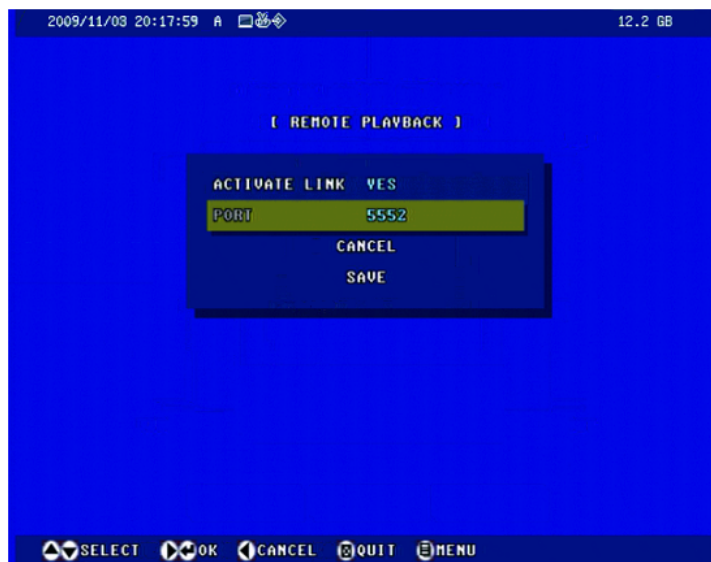 2009/11/03 20:17:59 A 12.2 GB
[ REMOTE PLAYBACK ]
ACTIVATE LINK YES
PORT 5552
CANCEL
SAVE
SELECT OK CANCEL QUIT MENU